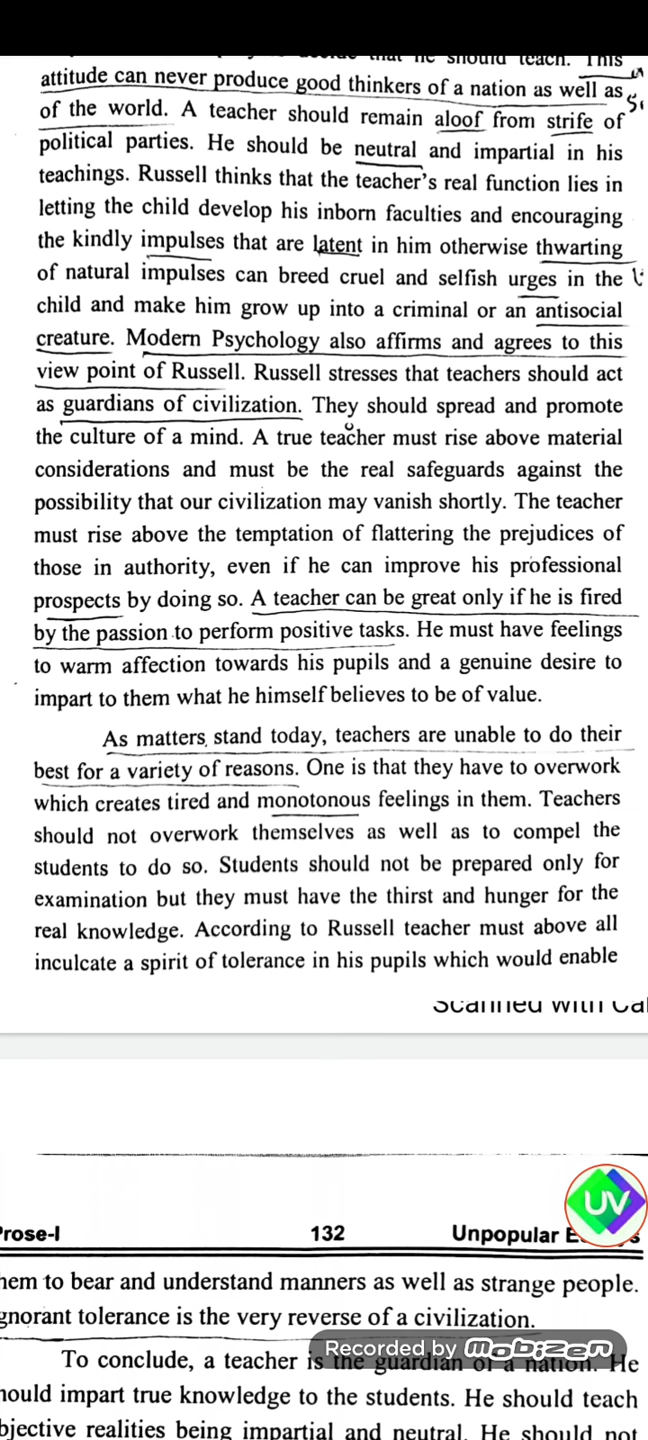 that he should teach. This
attitude can never produce good thinkers of a nation as well as
of the world. A teacher should remain aloof from strife of
political parties. He should be neutral and impartial in his
teachings. Russell thinks that the teacher's real function lies in
letting the child develop his inborn faculties and encouraging
the kindly impulses that are latent in him otherwise thwarting
of natural impulses can breed cruel and selfish urges in the
child and make him grow up into a criminal or an antisocial
creature. Modern Psychology also affirms and agrees to this
view point of Russell. Russell stresses that teachers should act
as guardians of civilization. They should spread and promote
the culture of a mind. A true teacher must rise above material
considerations and must be the real safeguards against the
possibility that our civilization may vanish shortly. The teacher
must rise above the temptation of flattering the prejudices of
those in authority, even if he can improve his professional
prospects by doing so. A teacher can be great only if he is fired
by the passion to perform positive tasks. He must have feelings
to warm affection towards his pupils and a genuine desire to
impart to them what he himself believes to be of value.
As matters stand today, teachers are unable to do their
best for a variety of reasons. One is that they have to overwork
which creates tired and monotonous feelings in them. Teachers
should not overwork themselves as well as to compel the
students to do so. Students should not be prepared only for
examination but they must have the thirst and hunger for the
real knowledge. According to Russell teacher must above all
inculcate a spirit of tolerance in his pupils which would enable
Scanned with Ca
UV
Prose-I 132 Unpopular E
hem to bear and understand manners as well as strange people.
gnorant tolerance is the very reverse of a civilization.
Recorded by Mobizen
To conclude, a teacher is the guardian of a nation. He
hould impart true knowledge to the students. He should teach
bjective realities being impartial and neutral. He should not